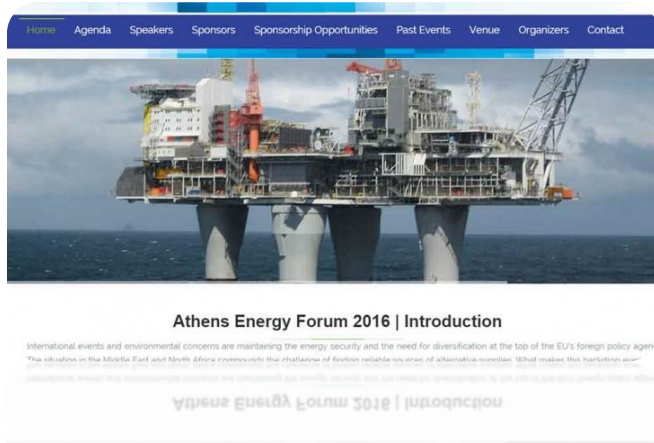 Home Agenda Speakers Sponsors Sponsorship Opportunities Past Events Venue Organizers Contact
Athens Energy Forum 2016 | Introduction
International events and environmental concerns are maintaining the energy security and the need for diversification at the top of the EU's foreign policy agen
The situation in the Middle East and North Africa compounds the challenge of finding reliable sources of alternative supplies. What makes this backdrop